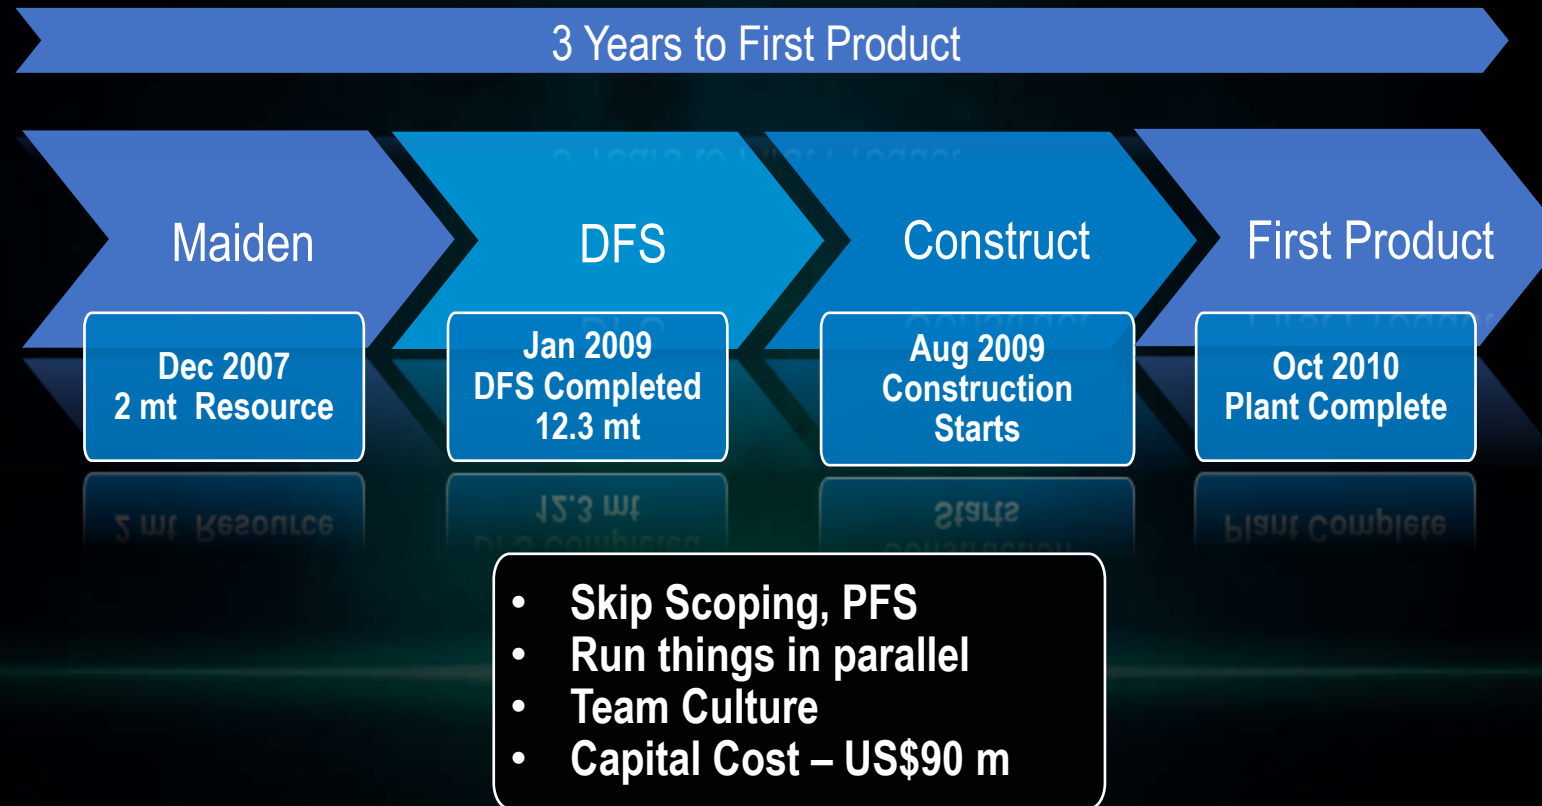 3 Years to First Product
Maiden
DFS
Construct
First Product
Dec 2007
2 mt Resource
Jan 2009
DFS Completed
12.3 mt
Aug 2009
Construction
Starts
Oct 2010
Plant Complete
• Skip Scoping, PFS
• Run things in parallel
• Team Culture
• Capital Cost – US$90 m